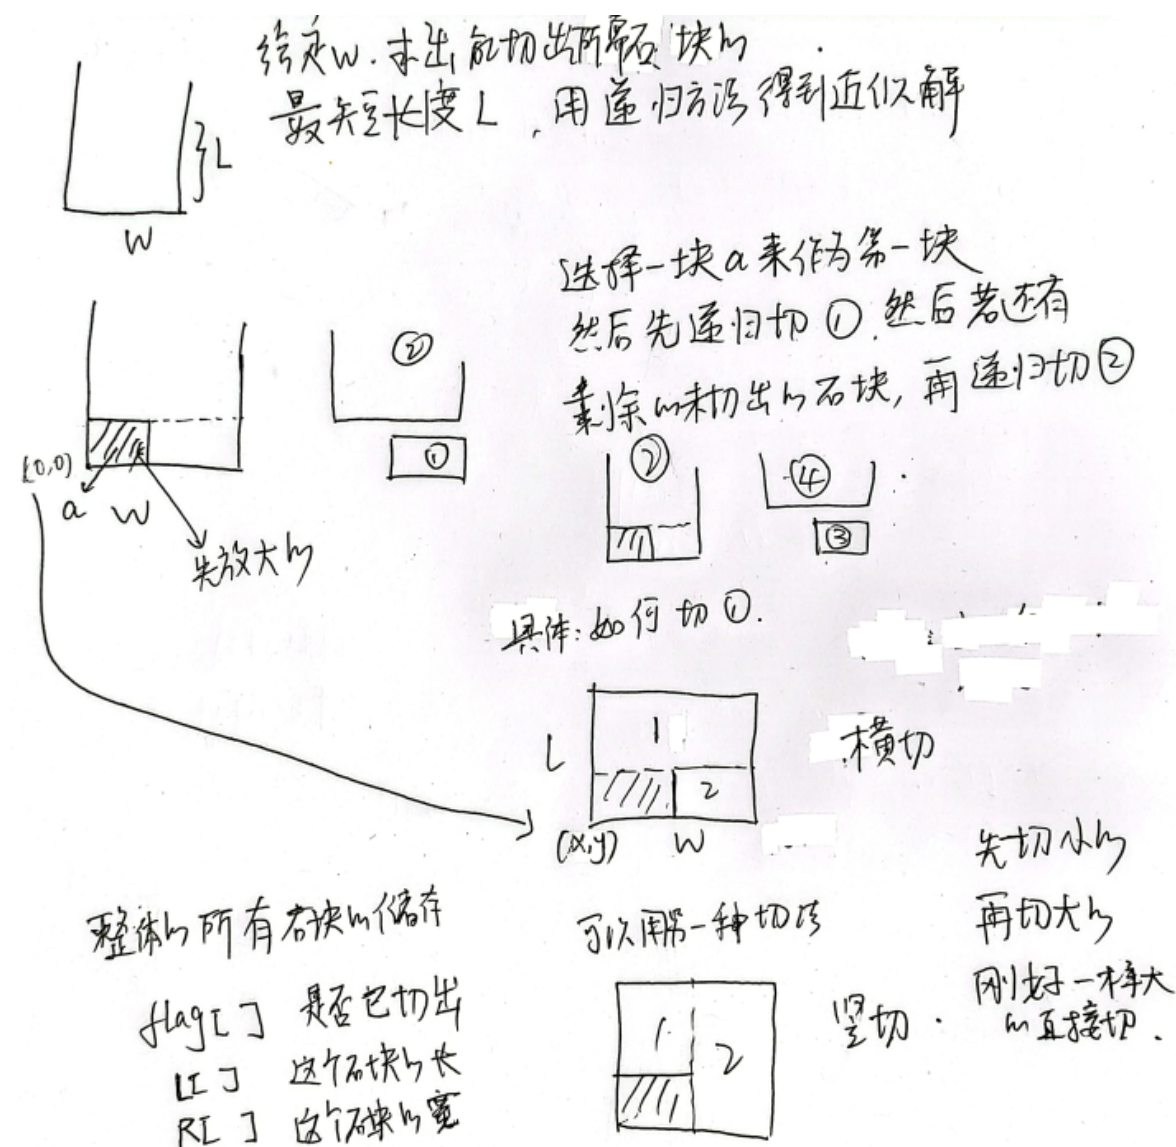 给定W.求出能切出所需石块的
最短长度L,用递归方法得到近似解
L
W
选择一块a来作为第一块
然后先递归切①,然后若还有
剩余的未切出的石块,再递归切②
②
①
(0,0)
a W
先放大的
②
④
③
具体:如何切①.
1
L
2
横切
(x,y) W
先切小的
再切大的
刚好一样大
的直接切.
整体的所有石块的储存
可以用另一种切法
flag[ ] 是否已切出
L[ ] 这个石块的长
R[ ] 这个石块的宽
1
2
竖切.